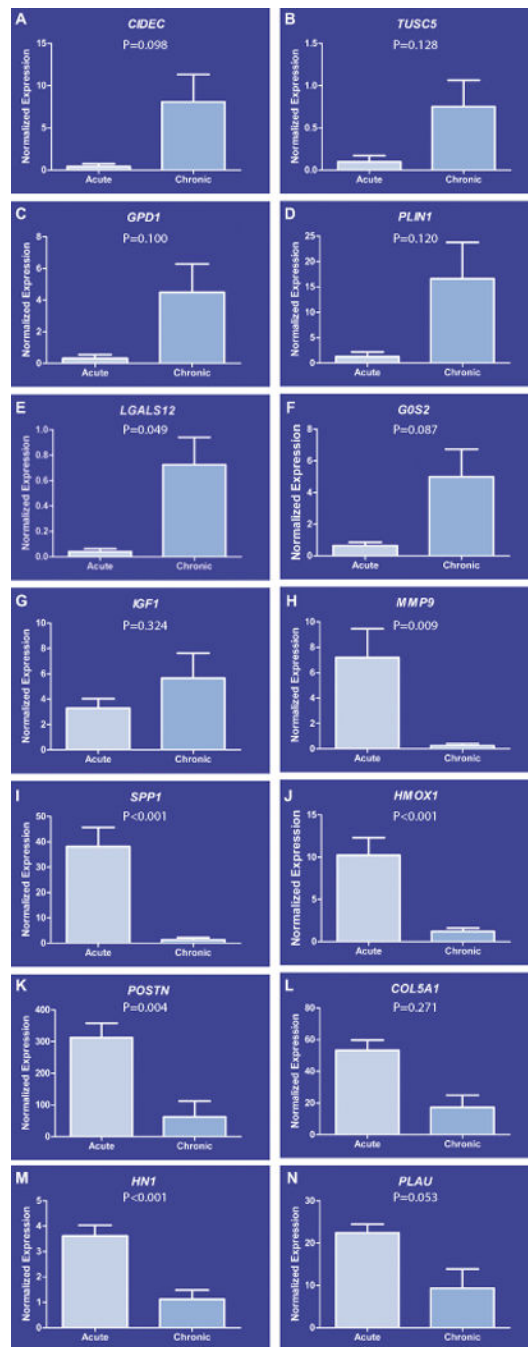 A
CIDEC
P=0.098
Normalized Expression
15
10
5
0
Acute Chronic
B
TUSC5
P=0.128
Normalized Expression
1.5
1.0
0.5
0.0
Acute Chronic
C
GPD1
P=0.100
Normalized Expression
8
6
4
2
0
Acute Chronic
D
PLIN1
P=0.120
Normalized Expression
25
20
15
10
5
0
Acute Chronic
E
LGALS12
P=0.049
Normalized Expression
1.0
0.8
0.6
0.4
0.2
0.0
Acute Chronic
F
G0S2
P=0.087
Normalized Expression
8
6
4
2
0
Acute Chronic
G
IGF1
P=0.324
Normalized Expression
10
8
6
4
2
0
Acute Chronic
H
MMP9
P=0.009
Normalized Expression
10
8
6
4
2
0
Acute Chronic
I
SPP1
P<0.001
Normalized Expression
50
40
30
20
10
0
Acute Chronic
J
HMOX1
P<0.001
Normalized Expression
15
10
5
0
Acute Chronic
K
POSTN
P=0.004
Normalized Expression
400
300
200
100
0
Acute Chronic
L
COL5A1
P=0.271
Normalized Expression
80
60
40
20
0
Acute Chronic
M
HN1
P<0.001
Normalized Expression
5
4
3
2
1
0
Acute Chronic
N
PLAU
P=0.053
Normalized Expression
30
20
10
0
Acute Chronic